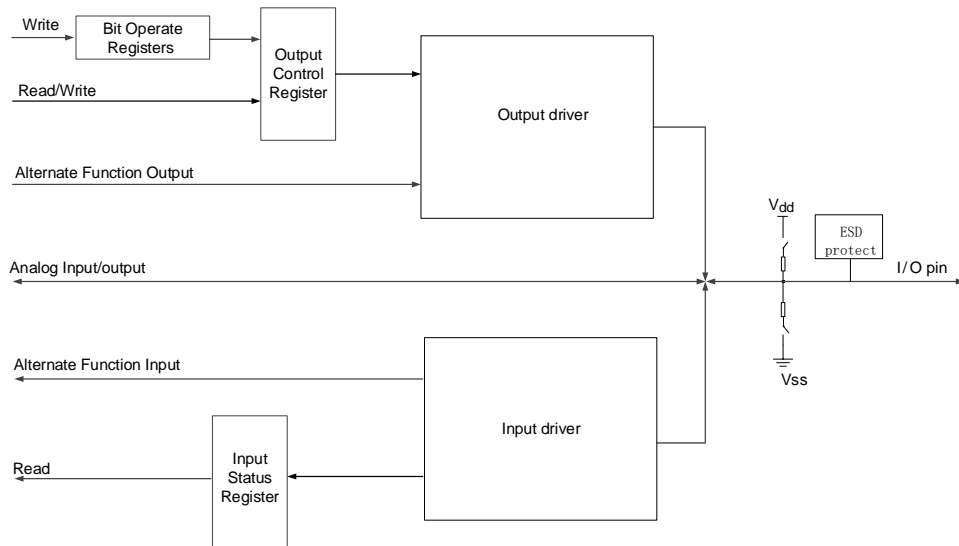 Write
Bit Operate
Registers
Output
Control
Register
Read/Write
Output driver
Alternate Function Output
Vdd
ESD
protect
Analog Input/output
I/O pin
Alternate Function Input
Vss
Input driver
Read
Input
Status
Register